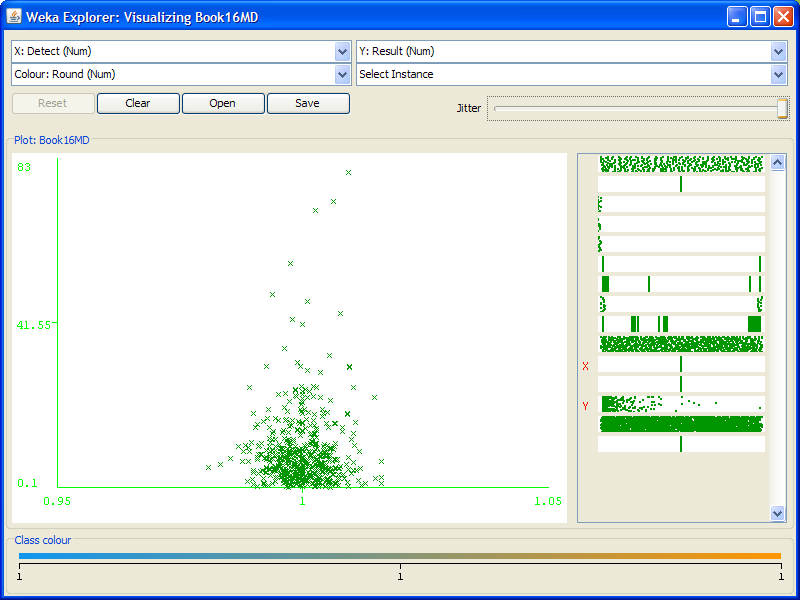 Weka Explorer: Visualizing Book16MD
X: Detect (Num) Y: Result (Num)
Colour: Round (Num) Select Instance
Reset Clear Open Save Jitter
Plot: Book16MD
83
41.55
0.1
0.95 1 1.05
X
Y
Class colour
1 1 1